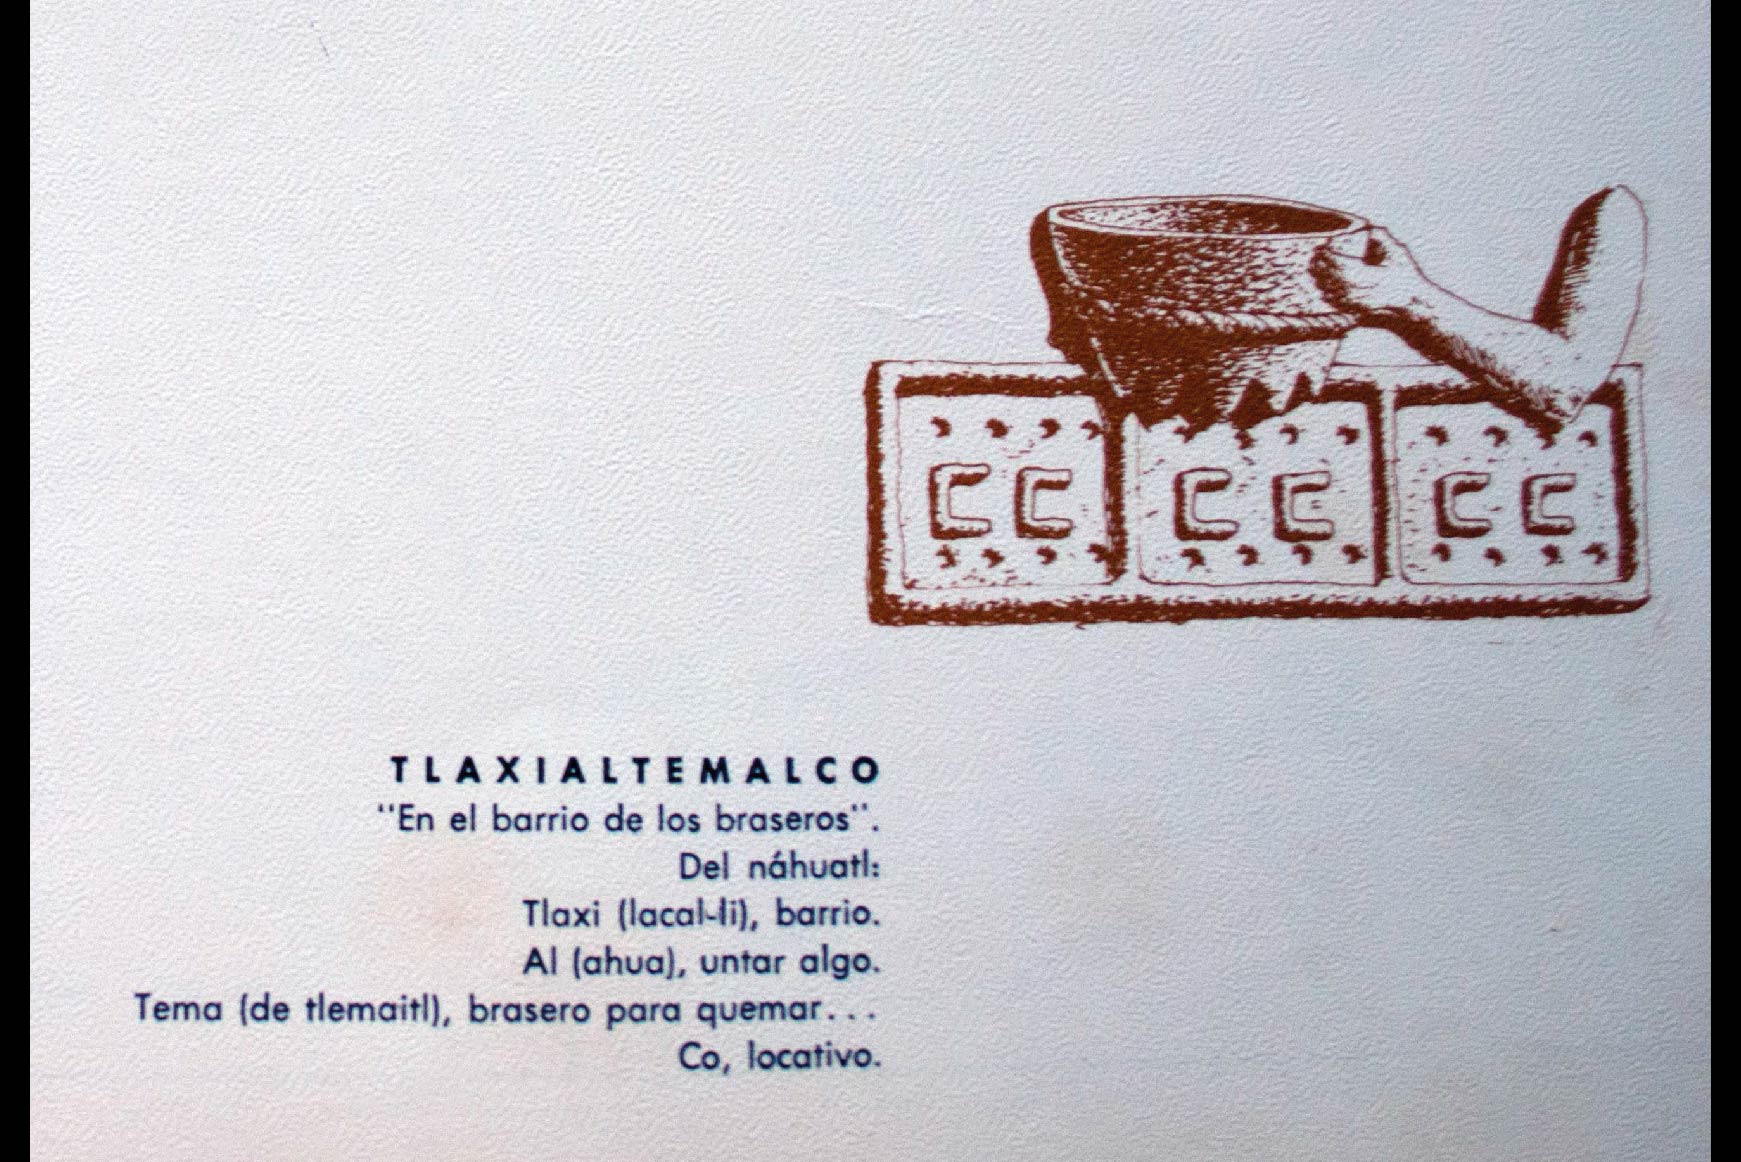 TLAXIALTEMALCO
"En el barrio de los braseros".
Del náhuatl:
Tlaxi (lacal-li), barrio.
Al (ahua), untar algo.
Tema (de tlemaitl), brasero para quemar...
Co, locativo.